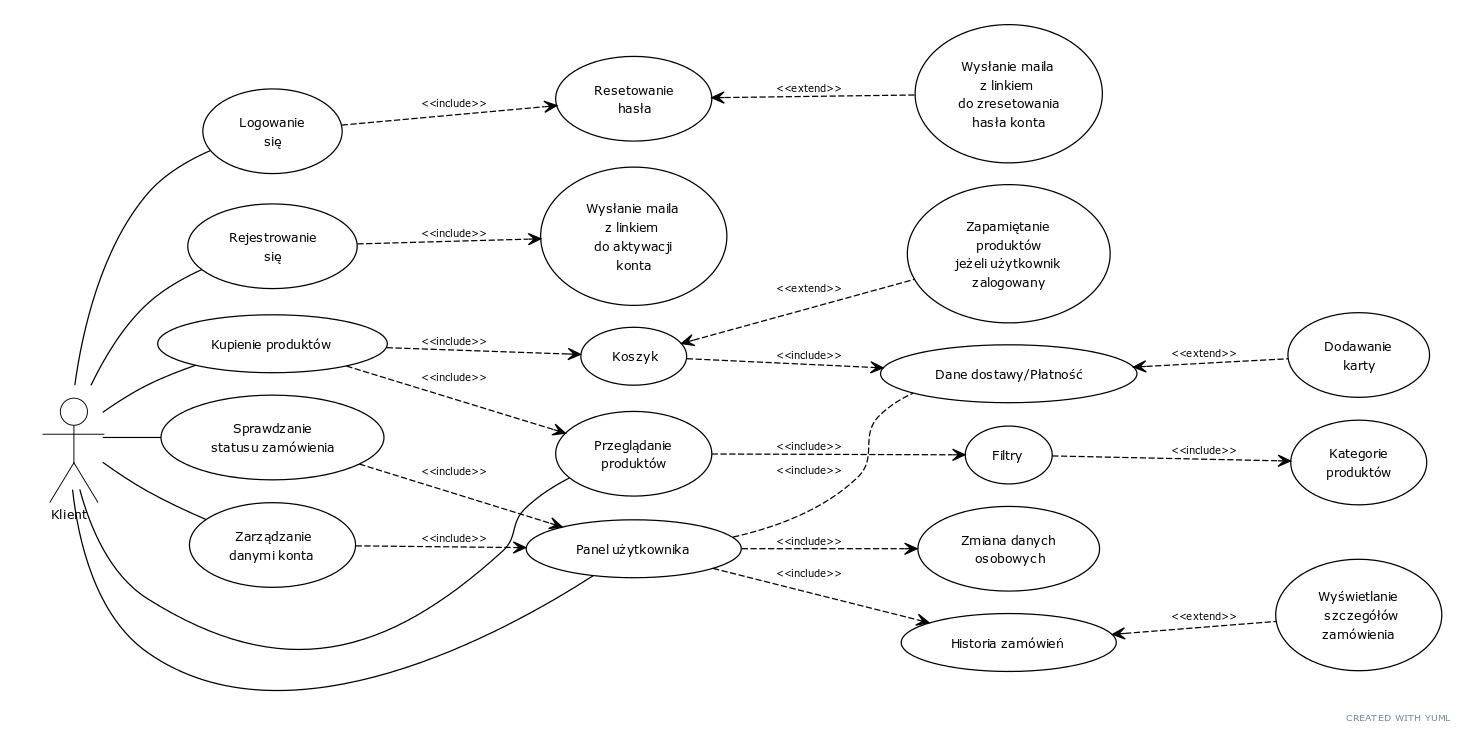 Logowanie
się
<<include>>
Resetowanie
hasła
<<extend>>
Wysłanie maila
z linkiem
do zresetowania
hasła konta
Rejestrowanie
się
<<include>>
Wysłanie maila
z linkiem
do aktywacji
konta
Zapamiętanie
produktów
jeżeli użytkownik
zalogowany
<<extend>>
Kupienie produktów
<<include>>
Koszyk
<<include>>
Dane dostawy/Płatność
<<extend>>
Dodawanie
karty
<<include>>
Sprawdzanie
statusu zamówienia
Przeglądanie
produktów
<<include>>
Filtry
<<include>>
Kategorie
produktów
<<include>>
<<include>>
Klient
Zarządzanie
danymi konta
<<include>>
Panel użytkownika
<<include>>
Zmiana danych
osobowych
<<include>>
Historia zamówień
<<extend>>
Wyświetlanie
szczegółów
zamówienia
CREATED WITH YUML